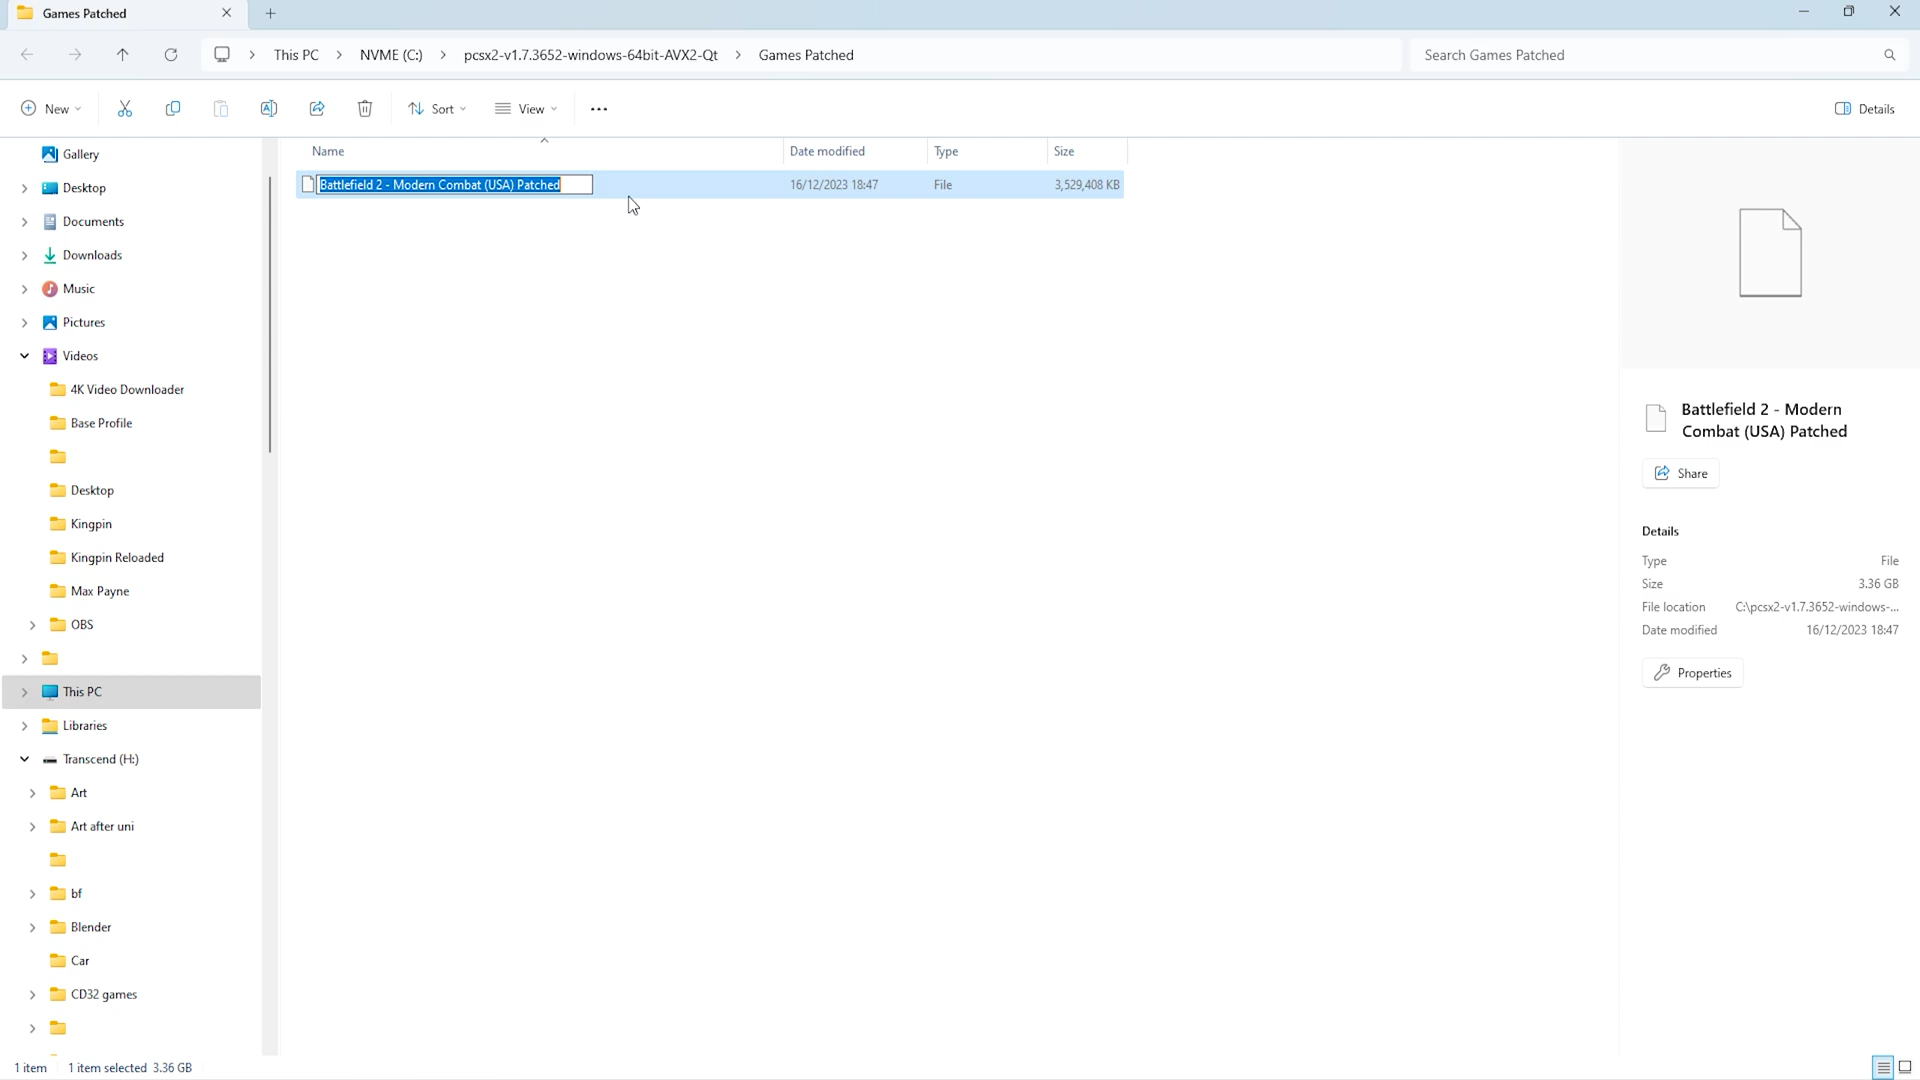 Games Patched
This PC
NVME (C:)
pcsx2-v1.7.3652-windows-64bit-AVX2-Qt
Games Patched
Search Games Patched
New
Sort
View
Details
Name
Date modified
Type
Size
Battlefield 2 - Modern Combat (USA) Patched
16/12/2023 18:47
File
3,529,408 KB
Gallery
Desktop
Documents
Downloads
Music
Pictures
Videos
4K Video Downloader
Base Profile
Desktop
Kingpin
Kingpin Reloaded
Max Payne
OBS
This PC
Libraries
Transcend (H:)
Art
Art after uni
bf
Blender
Car
CD32 games
Battlefield 2 - Modern
Combat (USA) Patched
Share
Details
Type File
Size 3.36 GB
File location C:\pcsx2-v1.7.3652-windows-...
Date modified 16/12/2023 18:47
Properties
1 item 1 item selected 3.36 GB